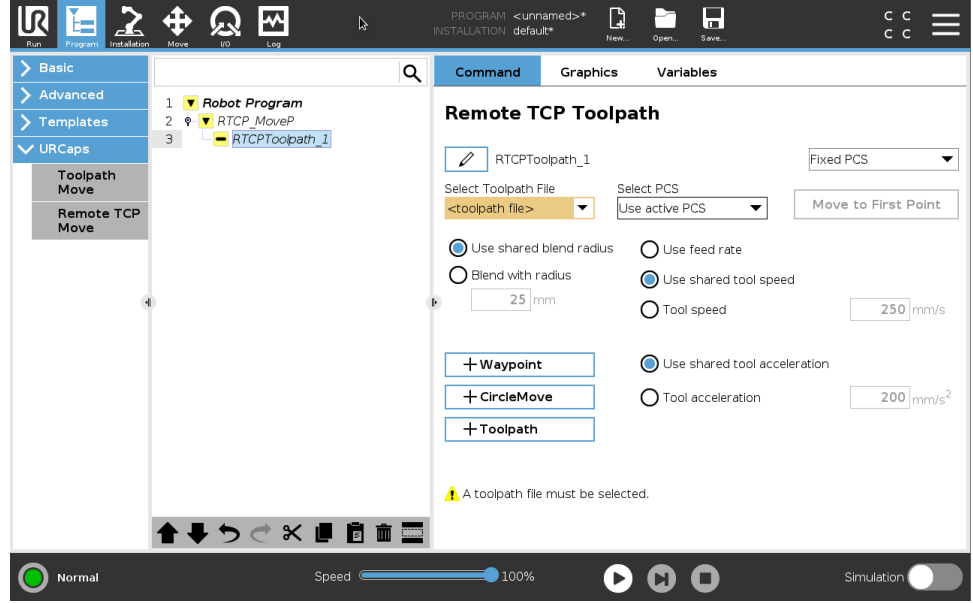 PROGRAM <unnamed>*
INSTALLATION default*
Run Program Installation Move I/O Log New... Open... Save...
C C
C C
Basic
Advanced
Templates
URCaps
Toolpath
Move
Remote TCP
Move
1 Robot Program
2 RTCP_MoveP
3 RTCPToolpath_1
Command Graphics Variables
Remote TCP Toolpath
RTCPToolpath_1 Fixed PCS
Select Toolpath File Select PCS
<toolpath file> Use active PCS Move to First Point
Use shared blend radius Use feed rate
Blend with radius Use shared tool speed
25 mm Tool speed 250 mm/s
+Waypoint Use shared tool acceleration
+CircleMove Tool acceleration 200 mm/s²
+Toolpath
A toolpath file must be selected.
Normal Speed 100% Simulation